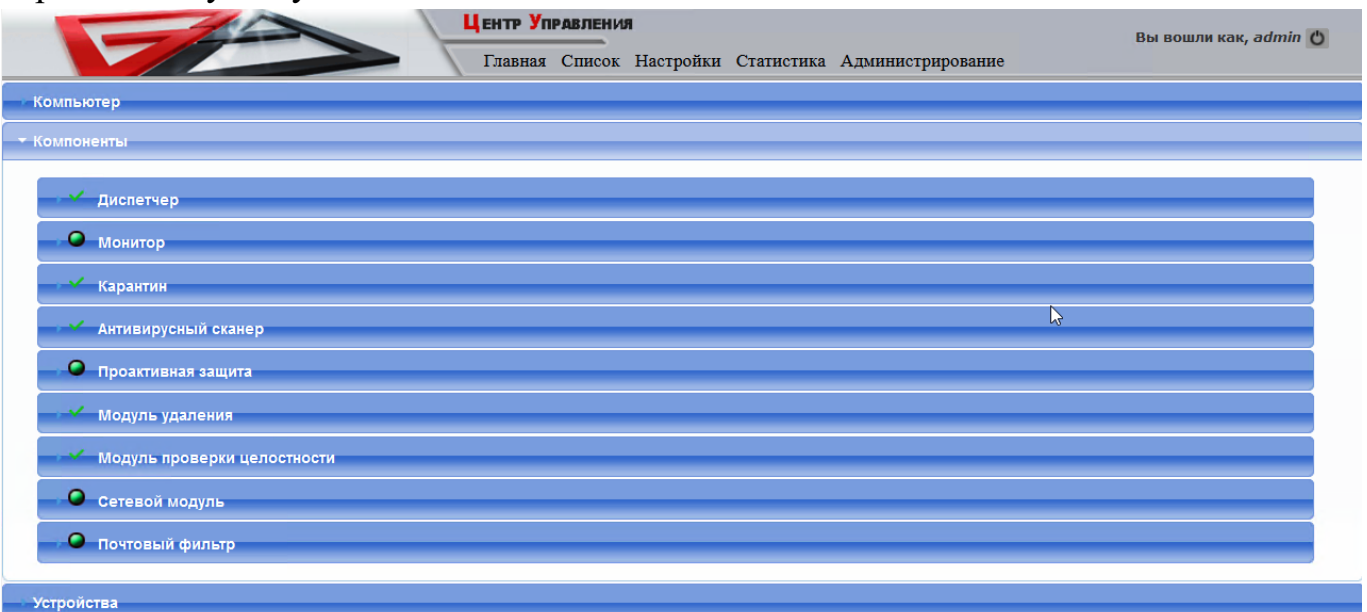 Центр Управления
Вы вошли как, admin
Главная Список Настройки Статистика Администрирование
Компьютер
Компоненты
Диспетчер
Монитор
Карантин
Антивирусный сканер
Проактивная защита
Модуль удаления
Модуль проверки целостности
Сетевой модуль
Почтовый фильтр
Устройства